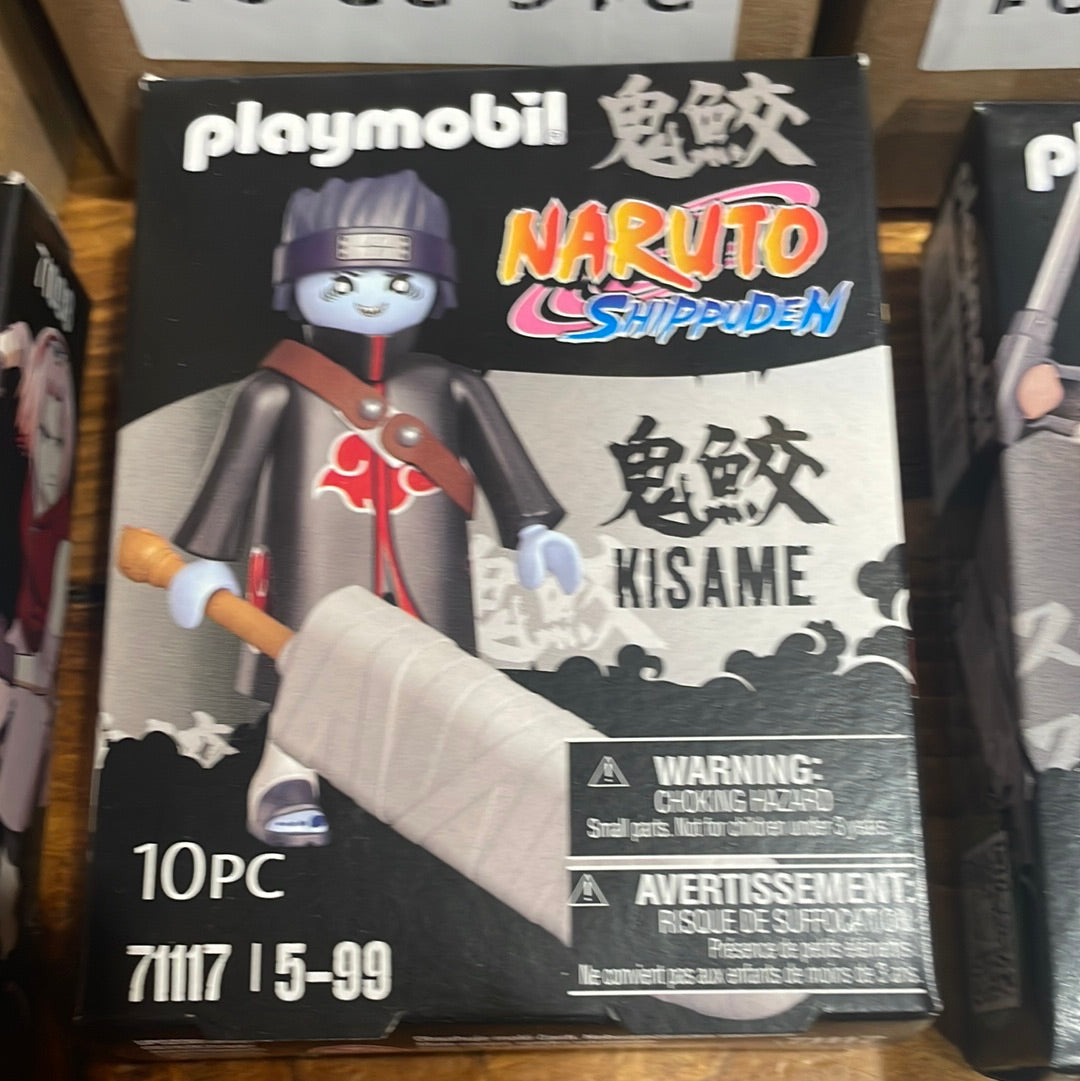 playmobil 鬼鮫
NARUTO
SHIPPUDEN
鬼鮫
KISAME
WARNING:
CHOKING HAZARD
Small parts. Not for children under 3 years.
10PC
AVERTISSEMENT:
RISQUE DE SUFFOCATION
Présence de petits éléments.
Ne convient pas aux enfants de moins de 3 ans.
71117 | 5-99